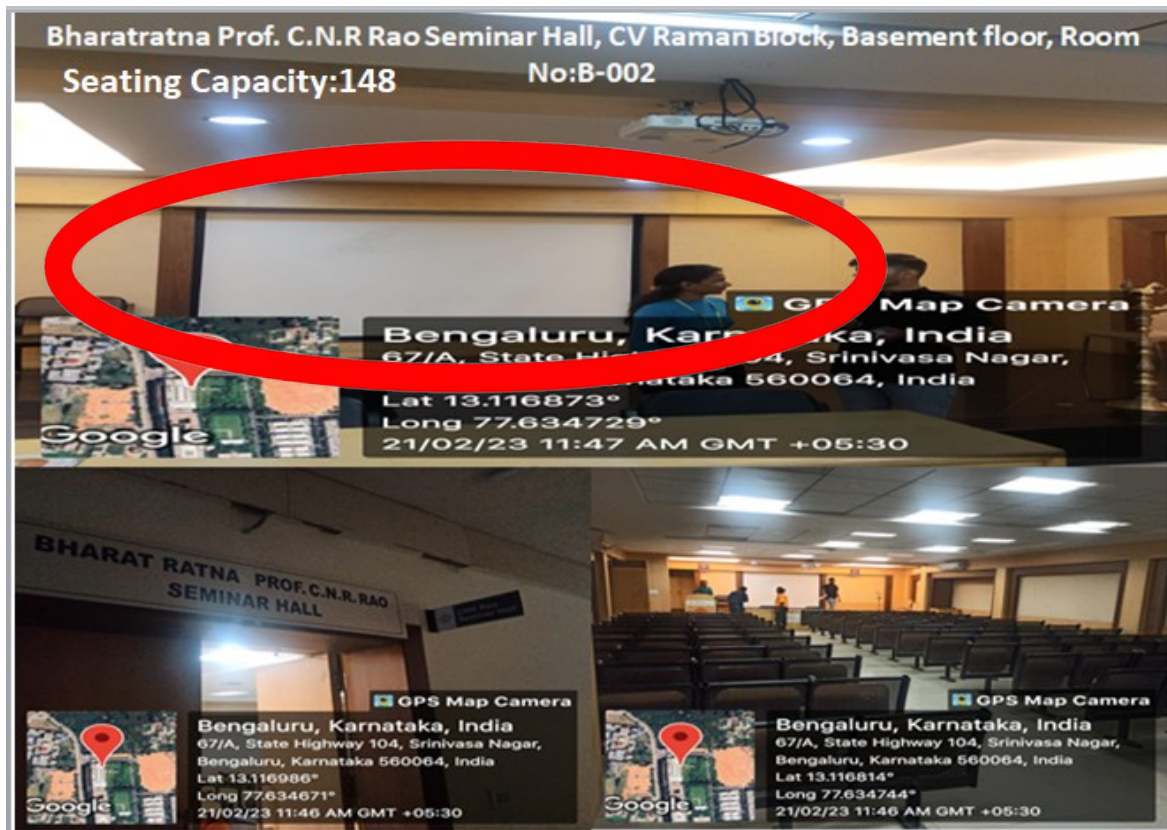 Bharatratna Prof. C.N.R Rao Seminar Hall, CV Raman Block, Basement floor, Room
No:B-002
Seating Capacity:148
GPS Map Camera
Bengaluru, Karnataka, India
67/A, State Highway 104, Srinivasa Nagar,
Karnataka 560064, India
Lat 13.116873°
Long 77.634729°
21/02/23 11:47 AM GMT +05:30
Google
BHARAT RATNA PROF. C.N.R. RAO
SEMINAR HALL
GPS Map Camera
Bengaluru, Karnataka, India
67/A, State Highway 104, Srinivasa Nagar,
Bengaluru, Karnataka 560064, India
Lat 13.116986°
Long 77.634671°
21/02/23 11:46 AM GMT +05:30
Google
GPS Map Camera
Bengaluru, Karnataka, India
67/A, State Highway 104, Srinivasa Nagar,
Bengaluru, Karnataka 560064, India
Lat 13.116814°
Long 77.634744°
21/02/23 11:46 AM GMT +05:30
Google